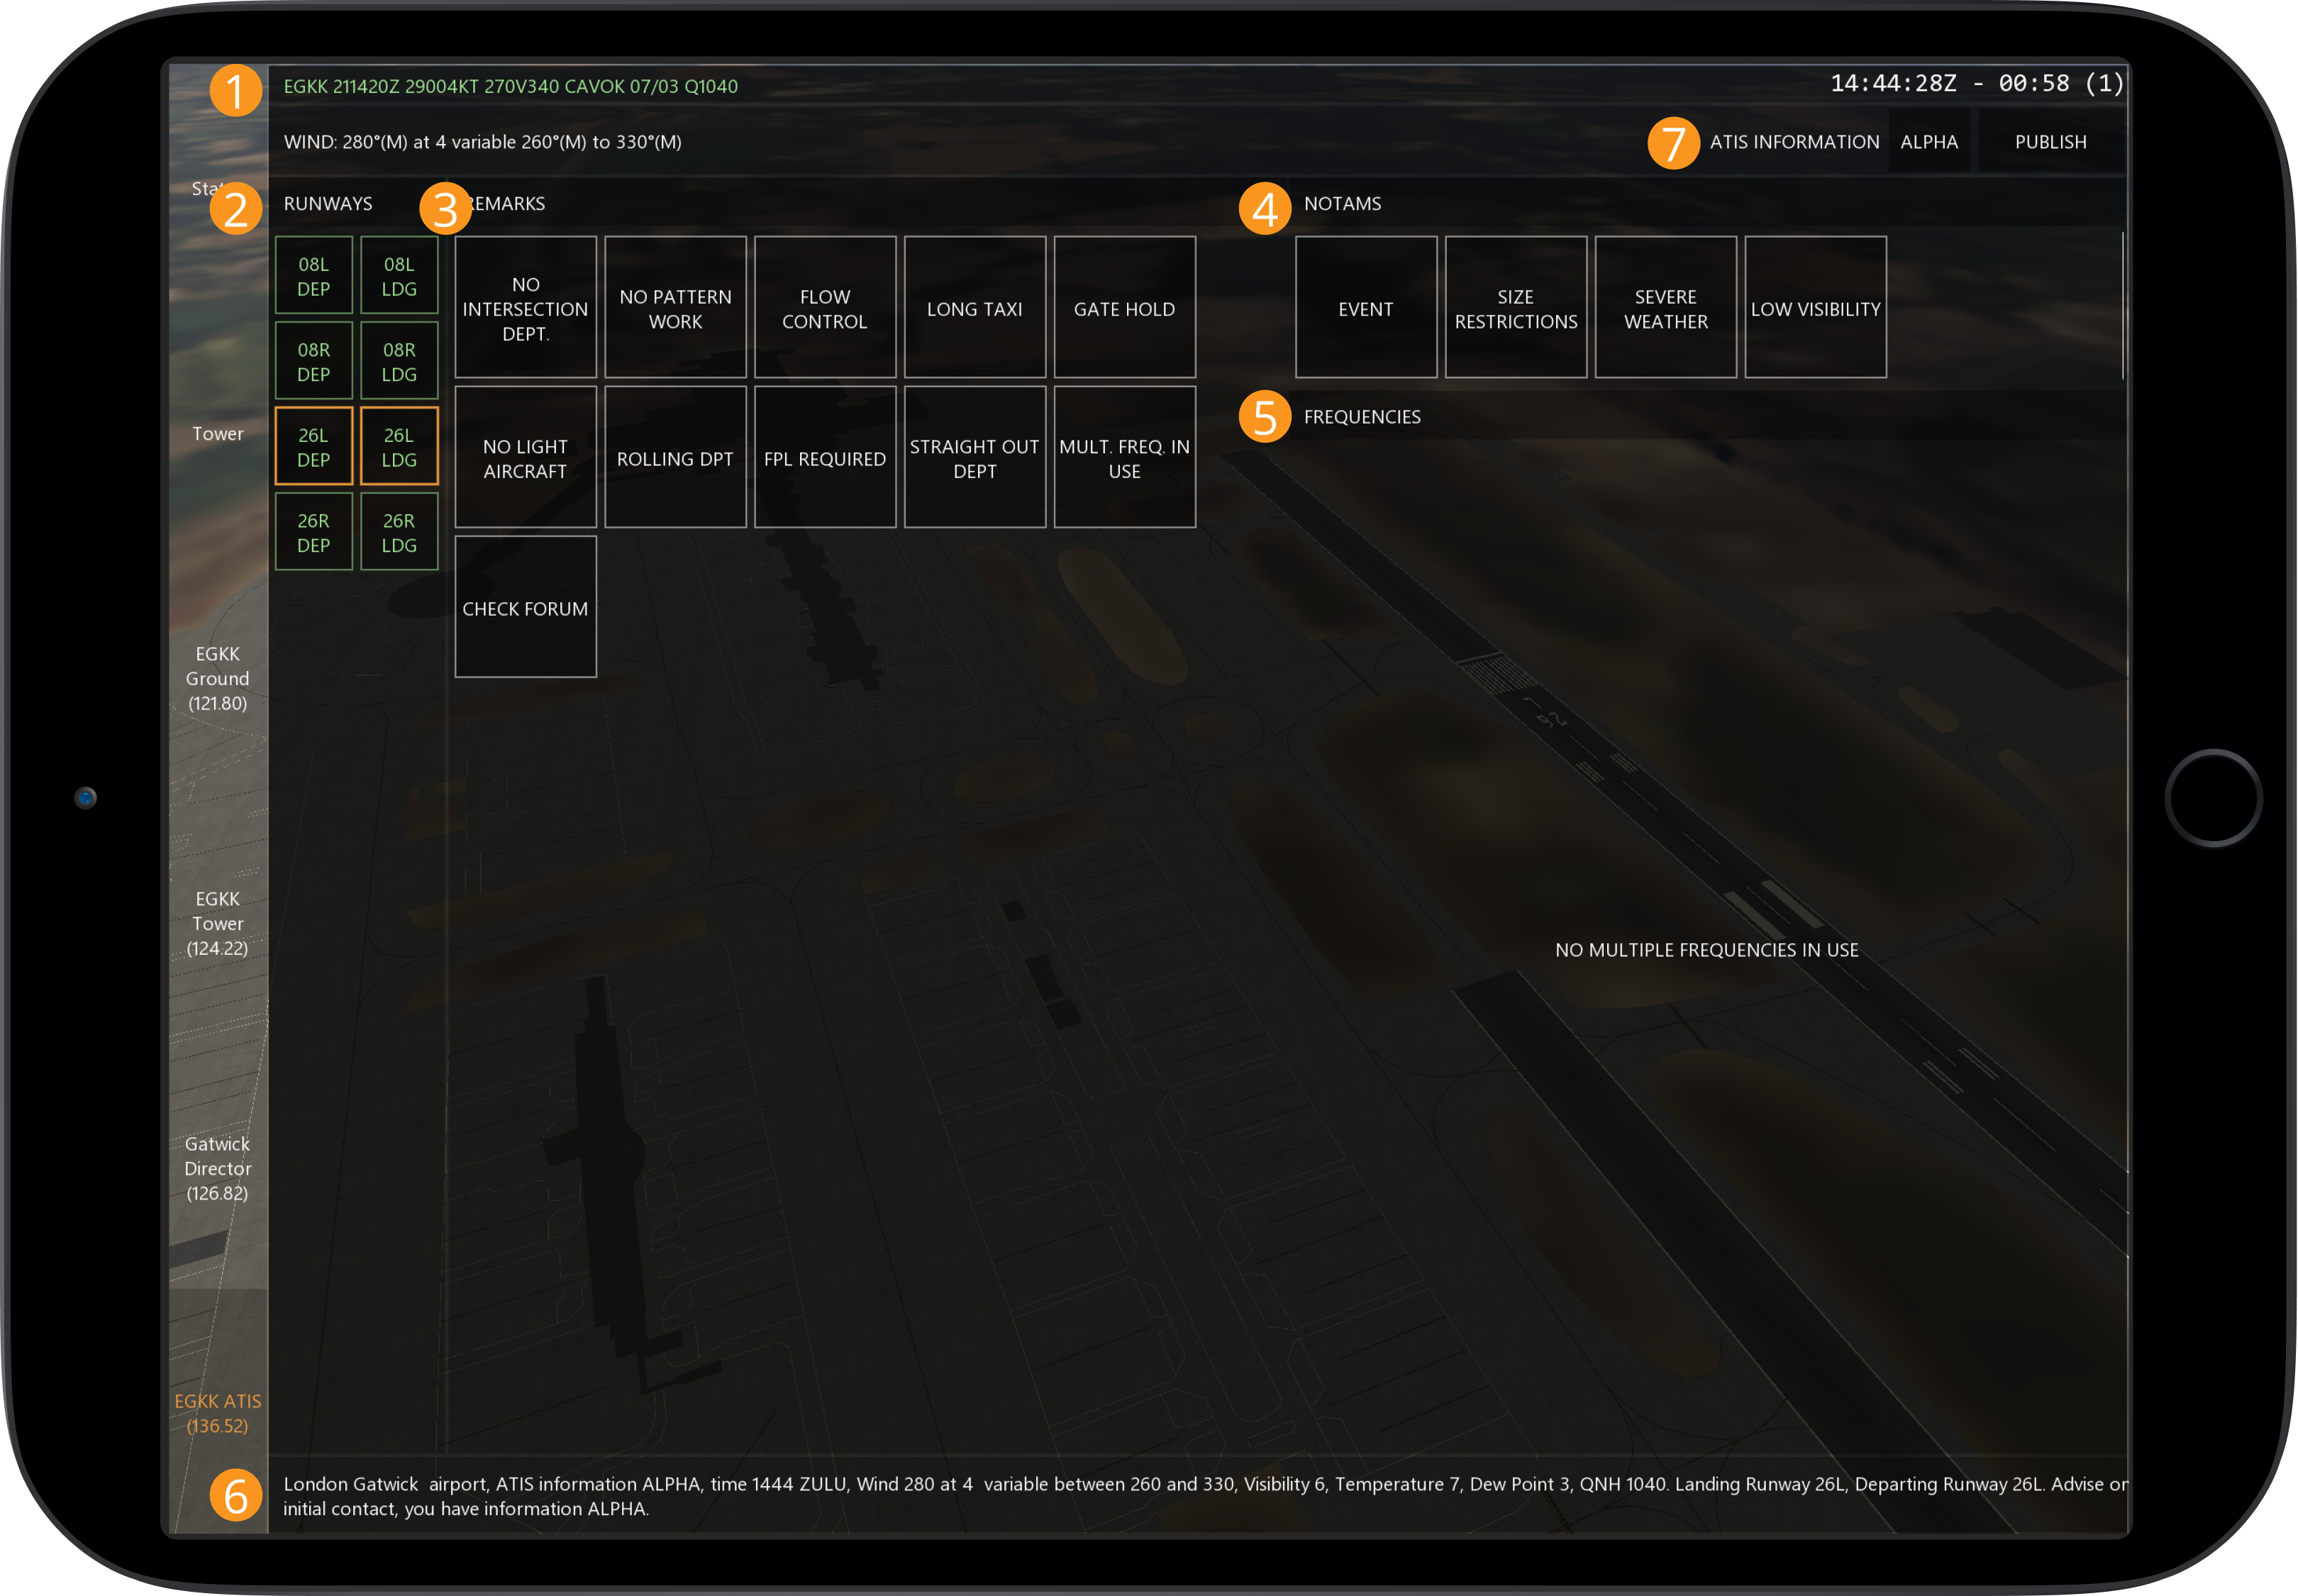 1
EGKK 211420Z 29004KT 270V340 CAVOK 07/03 Q1040
14:44:28Z - 00:58 (1)
WIND: 280°(M) at 4 variable 260°(M) to 330°(M)
7
ATIS INFORMATION
ALPHA
PUBLISH
2
RUNWAYS
3
EMARKS
4
NOTAMS
08L
DEP
08L
LDG
08R
DEP
08R
LDG
26L
DEP
26L
LDG
26R
DEP
26R
LDG
NO
INTERSECTION
DEPT.
NO PATTERN
WORK
FLOW
CONTROL
LONG TAXI
GATE HOLD
NO LIGHT
AIRCRAFT
ROLLING DPT
FPL REQUIRED
STRAIGHT OUT
DEPT
MULT. FREQ. IN
USE
CHECK FORUM
EVENT
SIZE
RESTRICTIONS
SEVERE
WEATHER
LOW VISIBILITY
5
FREQUENCIES
NO MULTIPLE FREQUENCIES IN USE
Tower
EGKK
Ground
(121.80)
EGKK
Tower
(124.22)
Gatwick
Director
(126.82)
EGKK ATIS
(136.52)
26L
6
London Gatwick airport, ATIS information ALPHA, time 1444 ZULU, Wind 280 at 4 variable between 260 and 330, Visibility 6, Temperature 7, Dew Point 3, QNH 1040. Landing Runway 26L, Departing Runway 26L. Advise on
initial contact, you have information ALPHA.